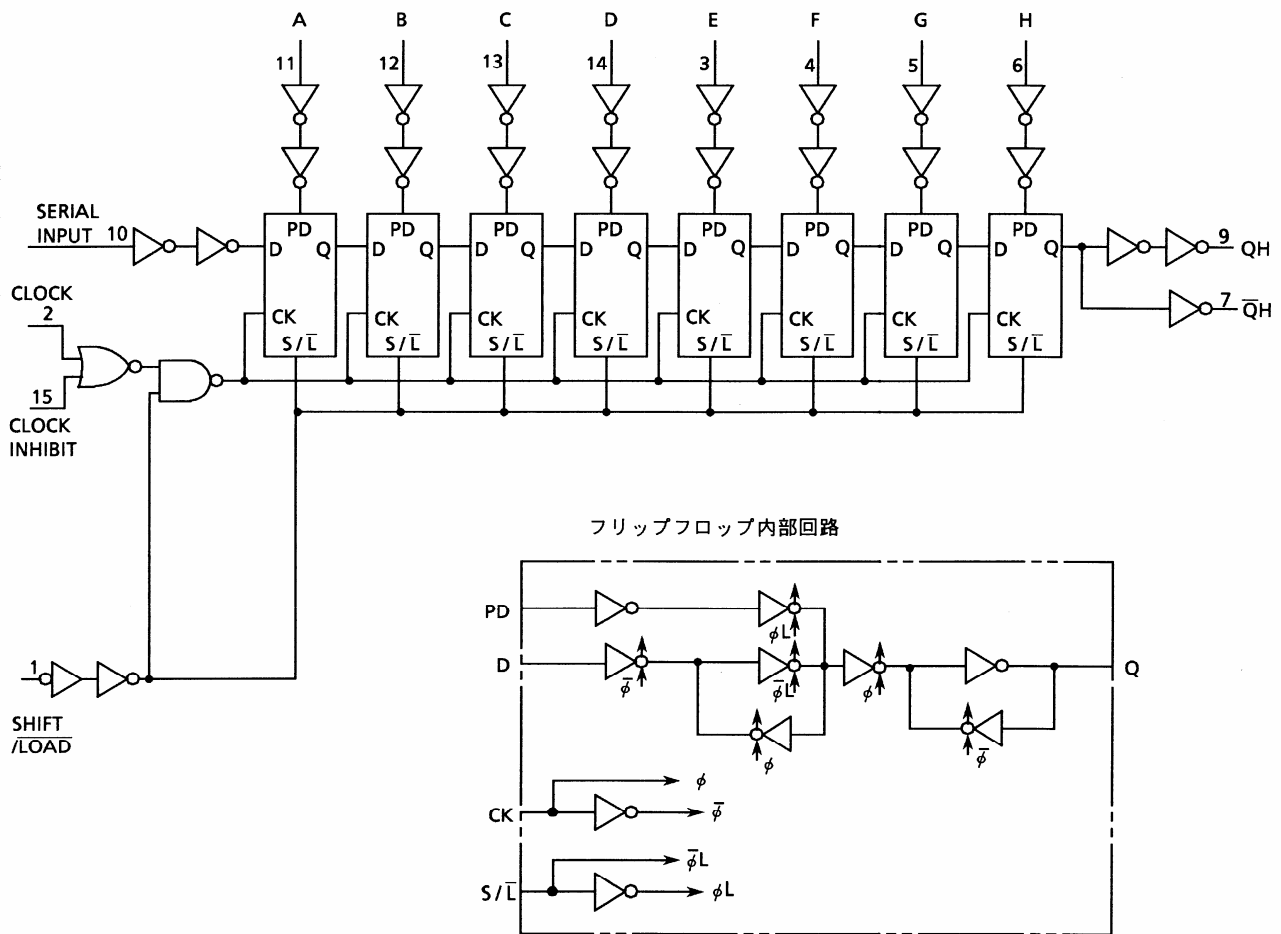 A B C D E F G H
11 12 13 14 3 4 5 6
SERIAL
INPUT 10
PD PD PD PD PD PD PD PD
D Q D Q D Q D Q D Q D Q D Q D Q
9 QH
CLOCK
2
7 Q̅H
CK CK CK CK CK CK CK CK
S/L̅ S/L̅ S/L̅ S/L̅ S/L̅ S/L̅ S/L̅ S/L̅
15
CLOCK
INHIBIT
フリップフロップ内部回路
PD
ϕL
1
D
ϕ̅
ϕ̅L
ϕ
Q
SHIFT
/L̅O̅A̅D̅
ϕ
ϕ̅
ϕ
CK
ϕ̅
ϕ̅L
S/L̅
ϕL